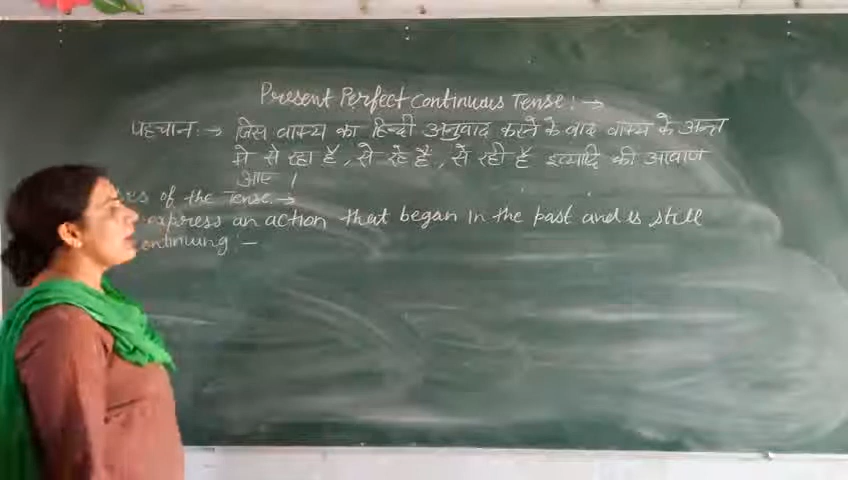 Present Perfect Continuous Tense : →
पहचान :→ जिस वाक्य का हिन्दी अनुवाद करने के बाद वाक्य के अन्त
में से रहा है, से रहे हैं, से रही है इत्यादि की आवाज
आए ।
of the Tense →
express an action that began in the past and is still
continuing : –